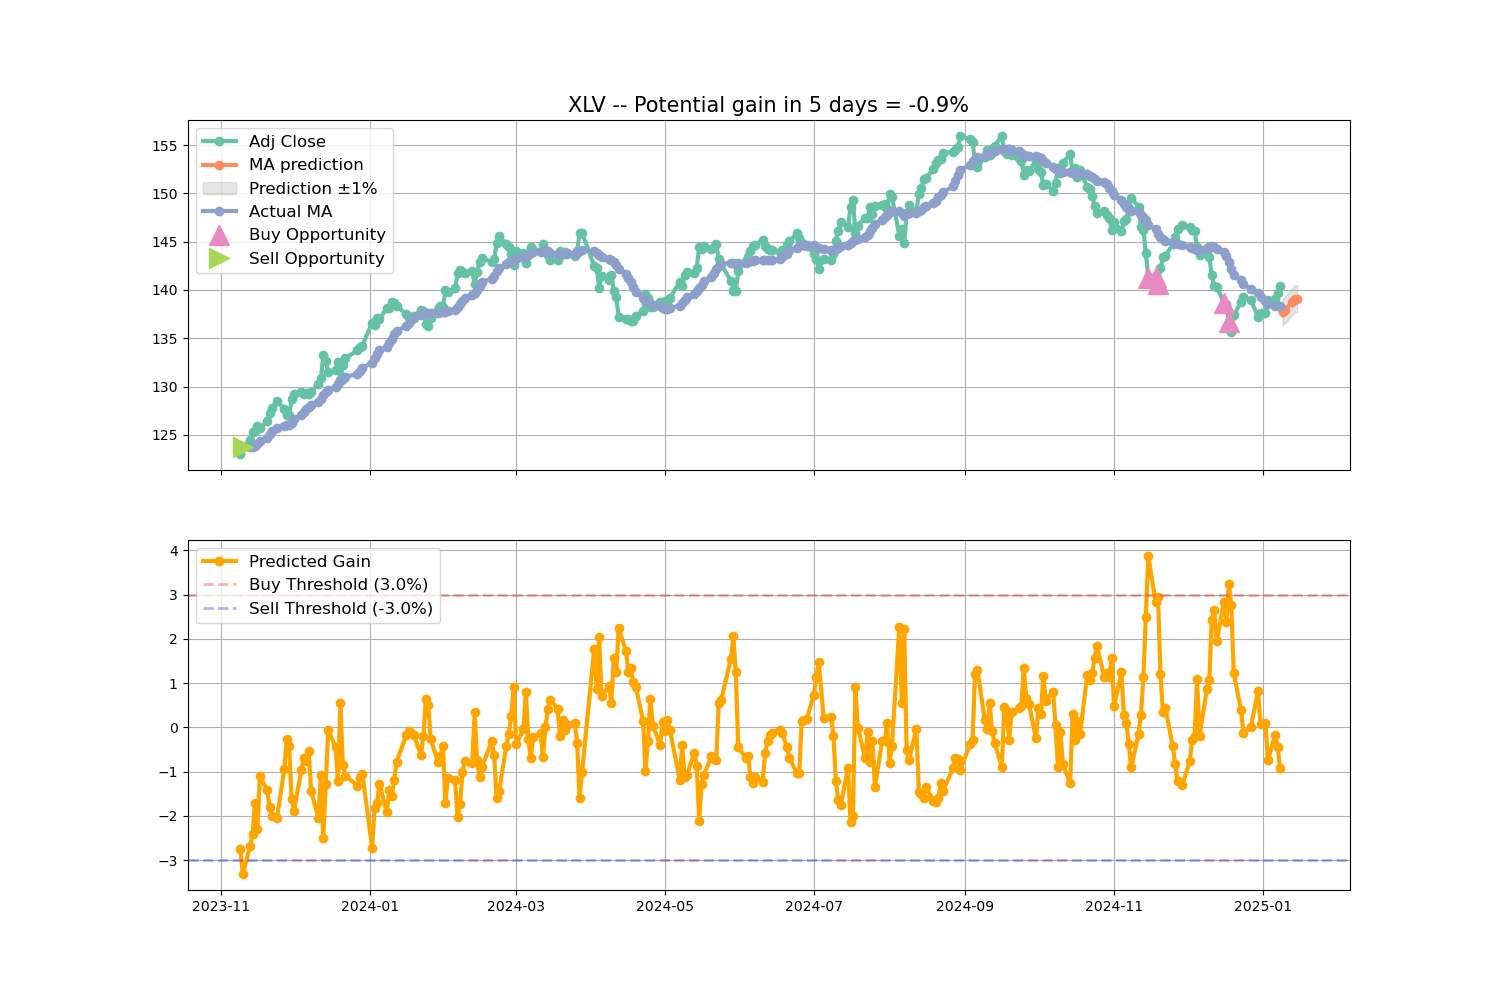 XLV -- Potential gain in 5 days = -0.9%
Adj Close
MA prediction
Prediction ±1%
Actual MA
Buy Opportunity
Sell Opportunity
155
150
145
140
135
130
125
Predicted Gain
Buy Threshold (3.0%)
Sell Threshold (-3.0%)
4
3
2
1
0
−1
−2
−3
2023-11 2024-01 2024-03 2024-05 2024-07 2024-09 2024-11 2025-01